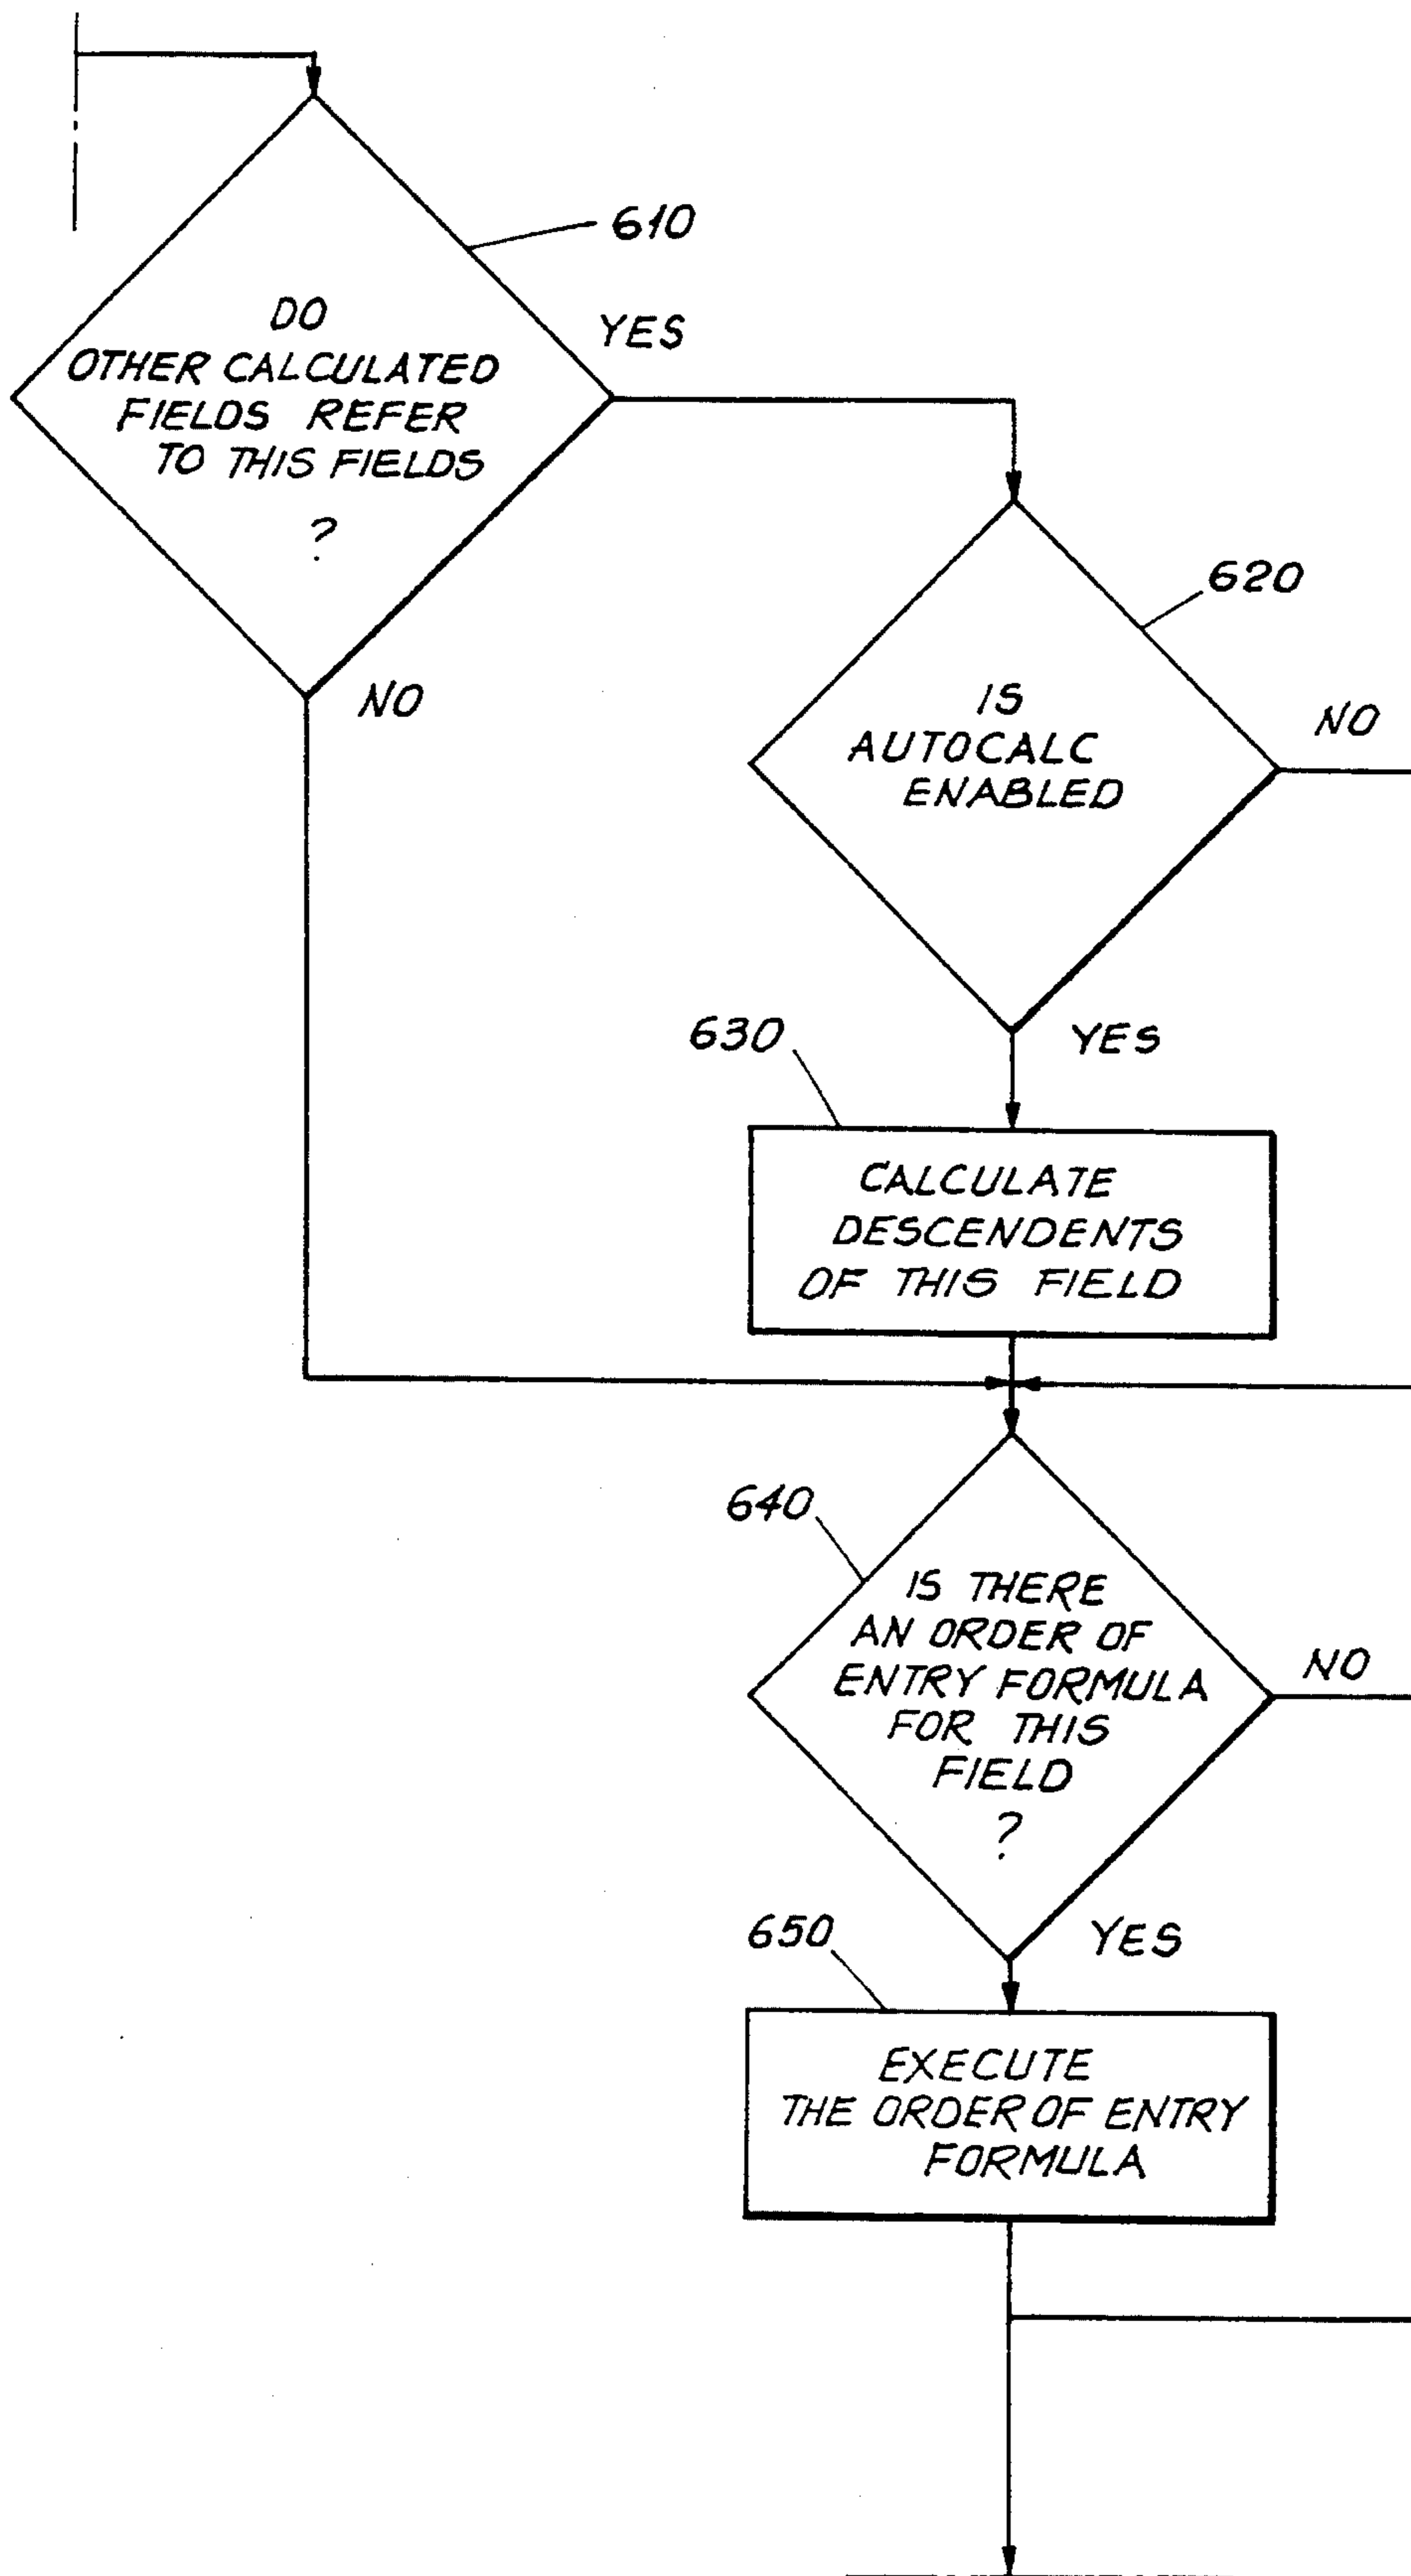 610
DO
OTHER CALCULATED
FIELDS REFER
TO THIS FIELDS
?
YES
NO
620
IS
AUTOCALC
ENABLED
NO
YES
630
CALCULATE
DESCENDENTS
OF THIS FIELD
640
IS THERE
AN ORDER OF
ENTRY FORMULA
FOR THIS
FIELD
?
NO
YES
650
EXECUTE
THE ORDER OF ENTRY
FORMULA